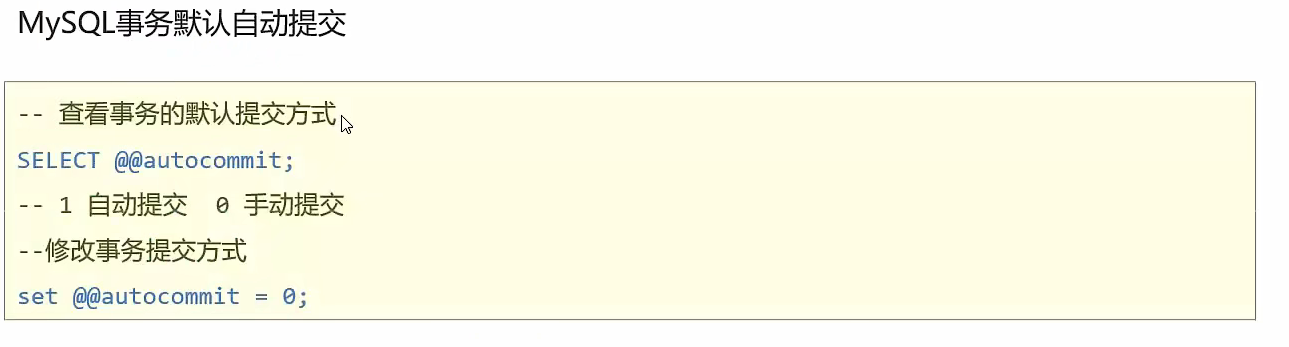 MySQL事务默认自动提交
-- 查看事务的默认提交方式
SELECT @@autocommit;
-- 1 自动提交  0 手动提交
--修改事务提交方式
set @@autocommit = 0;